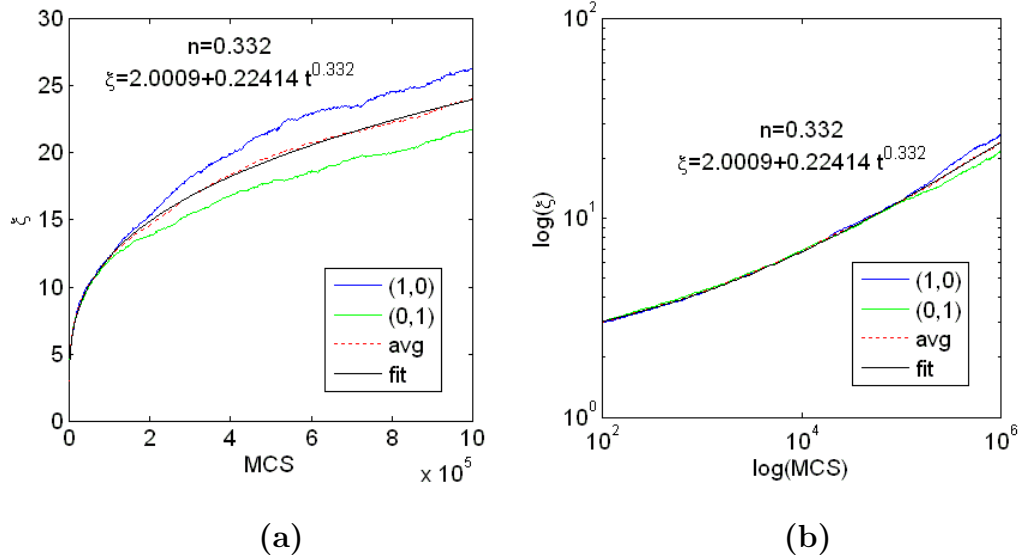 30
25
20
15
10
5
0
ξ
n=0.332
ξ=2.0009+0.22414 t^0.332
(1,0)
(0,1)
avg
fit
0 2 4 6 8 10
MCS
x 10^5
(a)
10^2
10^1
10^0
log(ξ)
n=0.332
ξ=2.0009+0.22414 t^0.332
(1,0)
(0,1)
avg
fit
10^2 10^4 10^6
log(MCS)
(b)